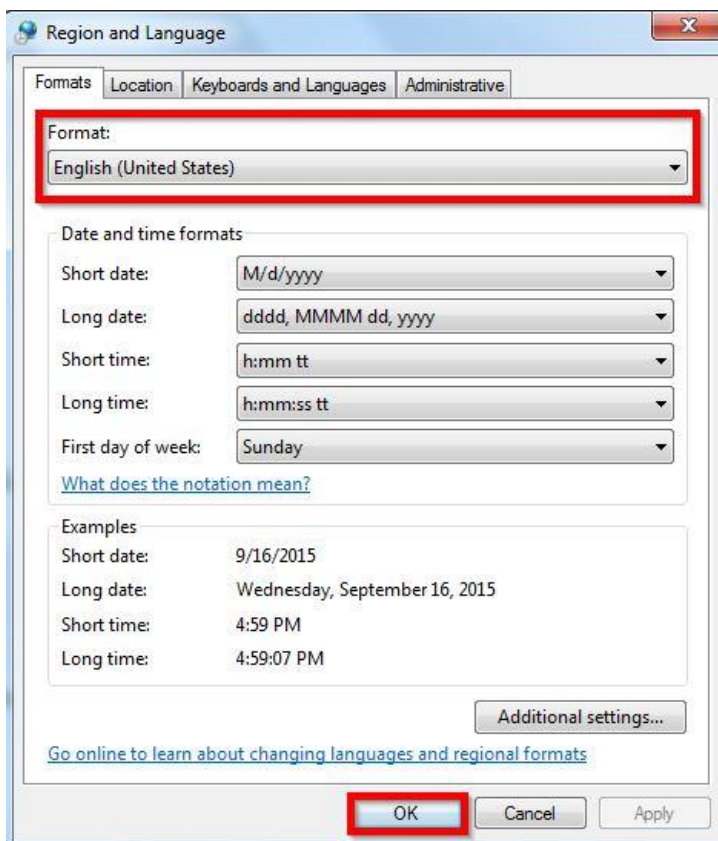 Region and Language
Formats Location Keyboards and Languages Administrative
Format:
English (United States)
Date and time formats
Short date: M/d/yyyy
Long date: dddd, MMMM dd, yyyy
Short time: h:mm tt
Long time: h:mm:ss tt
First day of week: Sunday
What does the notation mean?
Examples
Short date: 9/16/2015
Long date: Wednesday, September 16, 2015
Short time: 4:59 PM
Long time: 4:59:07 PM
Additional settings...
Go online to learn about changing languages and regional formats
OK Cancel Apply